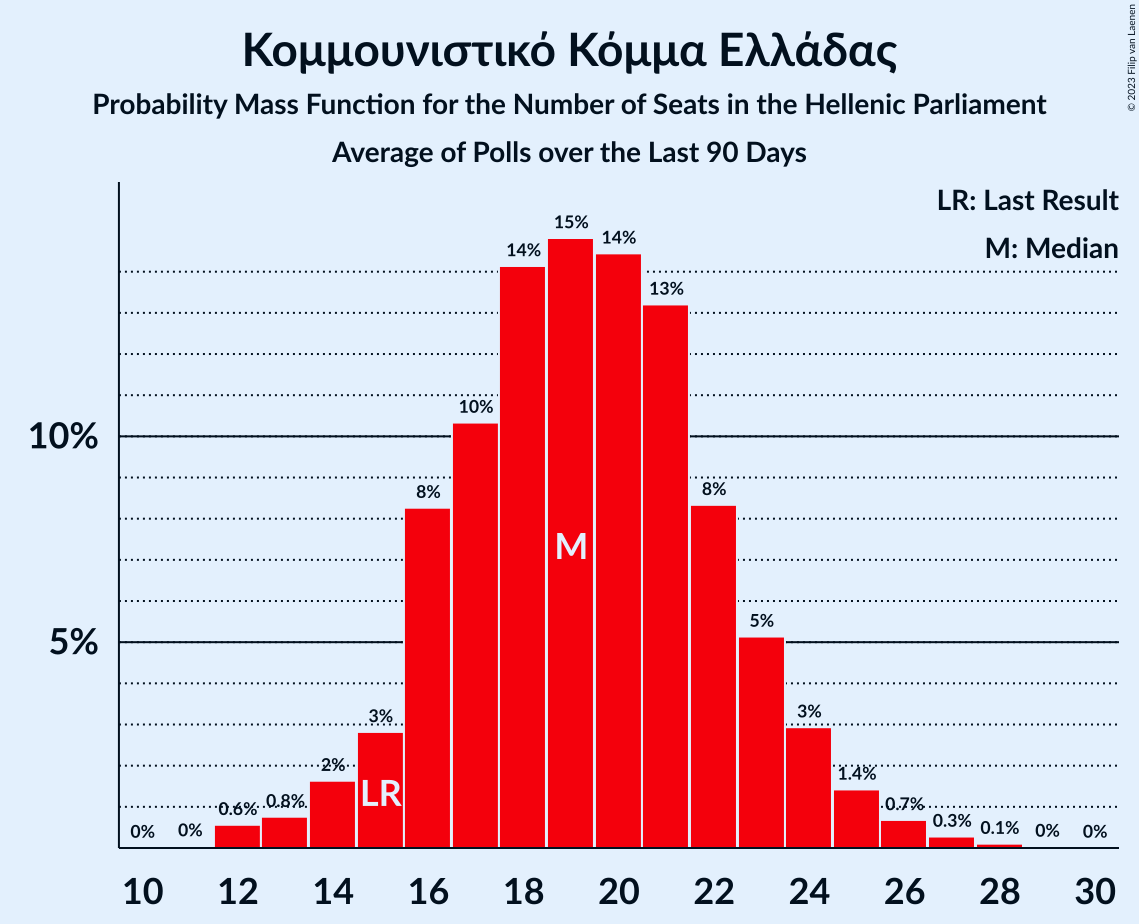 Κομμουνιστικό Κόμμα Ελλάδας
Probability Mass Function for the Number of Seats in the Hellenic Parliament
Average of Polls over the Last 90 Days
© 2023 Filip van Laenen
LR: Last Result
M: Median
10%
5%
0%
0%
0.6%
0.8%
2%
3%
8%
10%
14%
15%
14%
13%
8%
5%
3%
1.4%
0.7%
0.3%
0.1%
0%
0%
LR
M
10 12 14 16 18 20 22 24 26 28 30